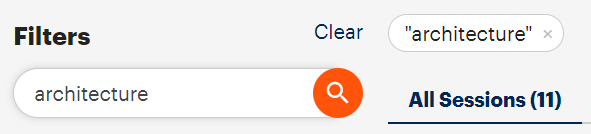 Filters
Clear
architecture
"architecture" ×
All Sessions (11)